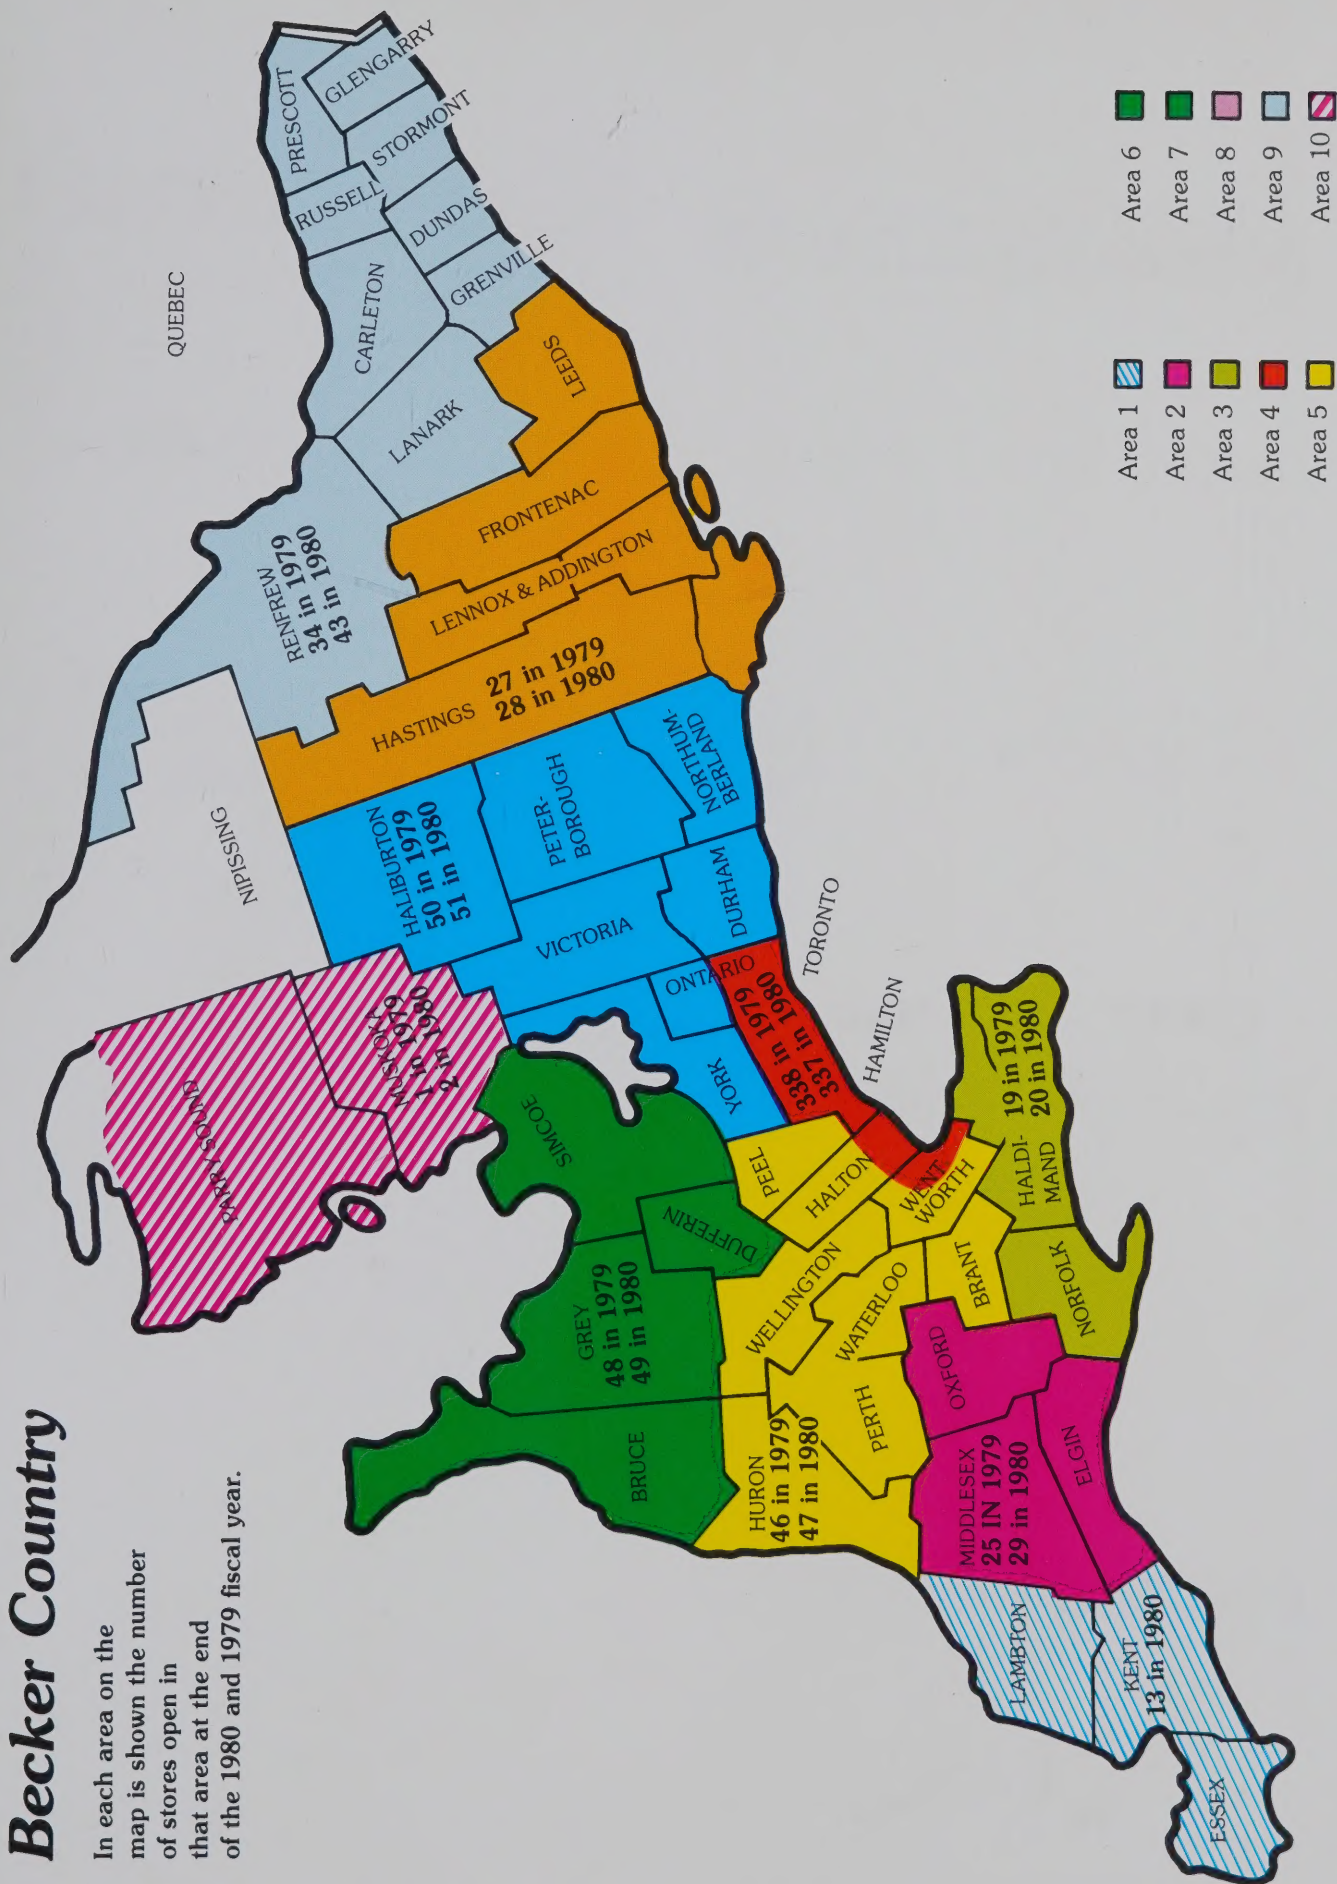 Becker Country
In each area on the
map is shown the number
of stores open in
that area at the end
of the 1980 and 1979 fiscal year.
QUEBEC
PRESCOTT
GLENGARRY
RUSSELL
STORMONT
CARLETON
DUNDAS
GRENVILLE
LANARK
LEEDS
RENFREW
34 in 1979
43 in 1980
FRONTENAC
LENNOX & ADDINGTON
HASTINGS
27 in 1979
28 in 1980
NIPISSING
HALIBURTON
50 in 1979
51 in 1980
PETER-
BOROUGH
NORTHUM-
BERLAND
VICTORIA
DURHAM
ONTARIO
YORK
TORONTO
338 in 1979
337 in 1980
HAMILTON
PARRY SOUND
MUSKOKA
1 in 1979
2 in 1980
SIMCOE
DUFFERIN
GREY
48 in 1979
49 in 1980
BRUCE
PEEL
HALTON
WENT
WORTH
WELLINGTON
WATERLOO
BRANT
PERTH
HURON
46 in 1979
47 in 1980
HALDI-
MAND
19 in 1979
20 in 1980
NORFOLK
OXFORD
MIDDLESEX
25 IN 1979
29 in 1980
ELGIN
LAMBTON
KENT
13 in 1980
ESSEX
Area 1
Area 2
Area 3
Area 4
Area 5
Area 6
Area 7
Area 8
Area 9
Area 10